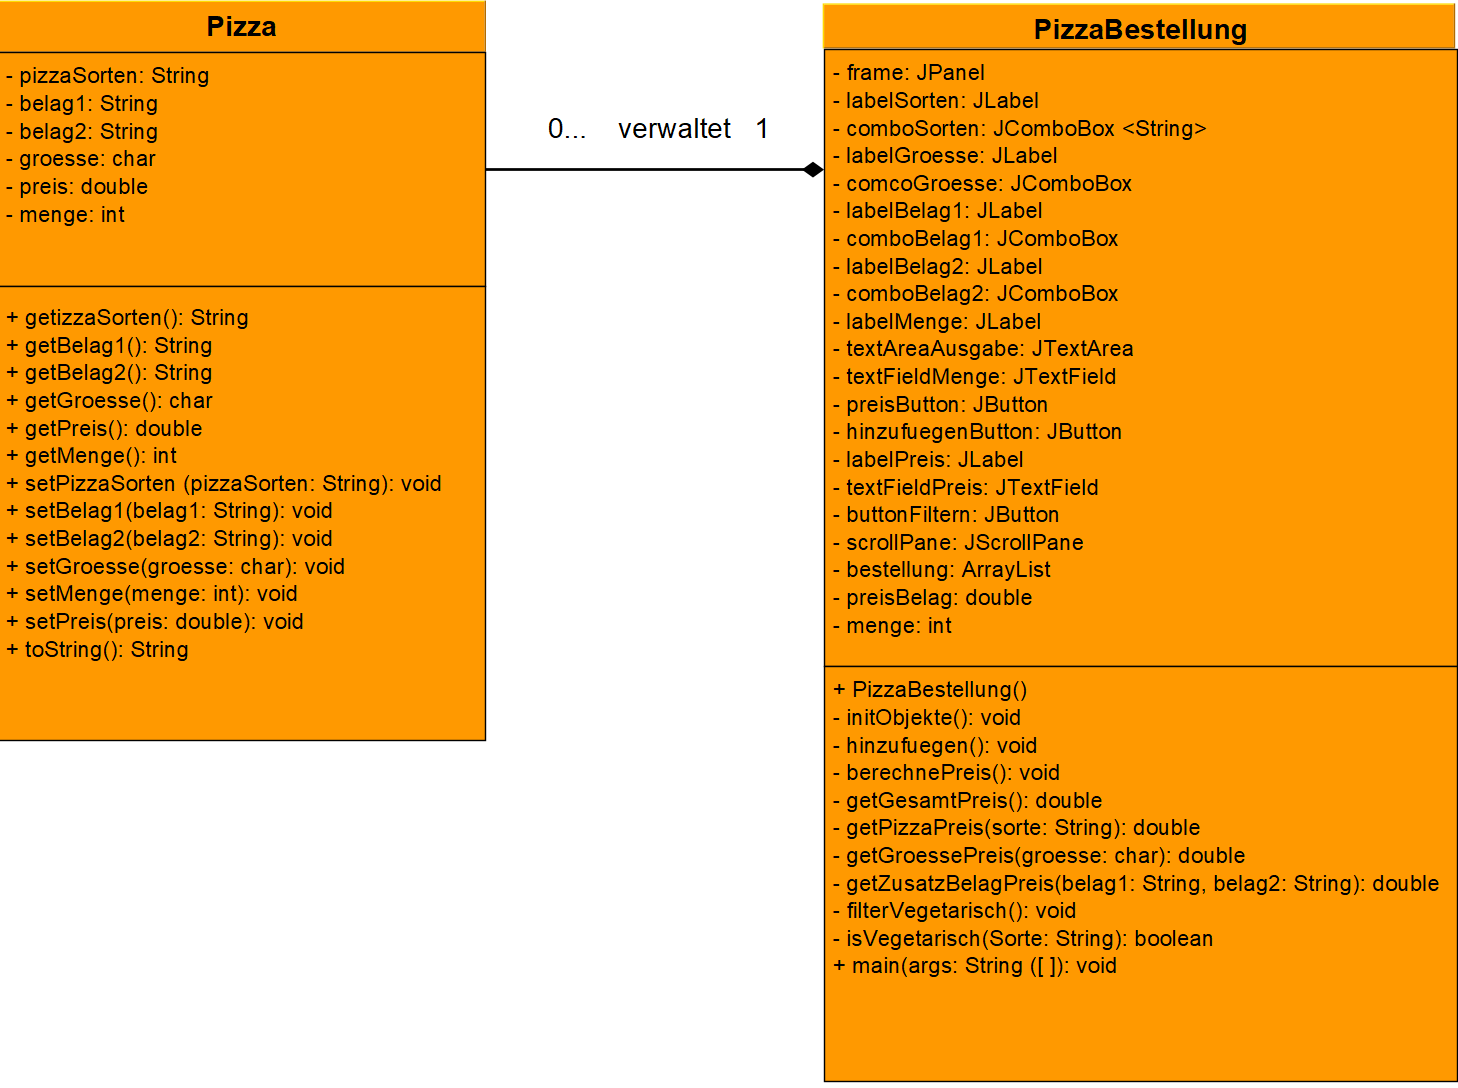 Pizza
- pizzaSorten: String
- belag1: String
- belag2: String
- groesse: char
- preis: double
- menge: int
+ getizzaSorten(): String
+ getBelag1(): String
+ getBelag2(): String
+ getGroesse(): char
+ getPreis(): double
+ getMenge(): int
+ setPizzaSorten (pizzaSorten: String): void
+ setBelag1(belag1: String): void
+ setBelag2(belag2: String): void
+ setGroesse(groesse: char): void
+ setMenge(menge: int): void
+ setPreis(preis: double): void
+ toString(): String
0... verwaltet 1
PizzaBestellung
- frame: JPanel
- labelSorten: JLabel
- comboSorten: JComboBox <String>
- labelGroesse: JLabel
- comcoGroesse: JComboBox
- labelBelag1: JLabel
- comboBelag1: JComboBox
- labelBelag2: JLabel
- comboBelag2: JComboBox
- labelMenge: JLabel
- textAreaAusgabe: JTextArea
- textFieldMenge: JTextField
- preisButton: JButton
- hinzufuegenButton: JButton
- labelPreis: JLabel
- textFieldPreis: JTextField
- buttonFiltern: JButton
- scrollPane: JScrollPane
- bestellung: ArrayList
- preisBelag: double
- menge: int
+ PizzaBestellung()
- initObjekte(): void
- hinzufuegen(): void
- berechnePreis(): void
- getGesamtPreis(): double
- getPizzaPreis(sorte: String): double
- getGroessePreis(groesse: char): double
- getZusatzBelagPreis(belag1: String, belag2: String): double
- filterVegetarisch(): void
- isVegetarisch(Sorte: String): boolean
+ main(args: String ([ ]): void